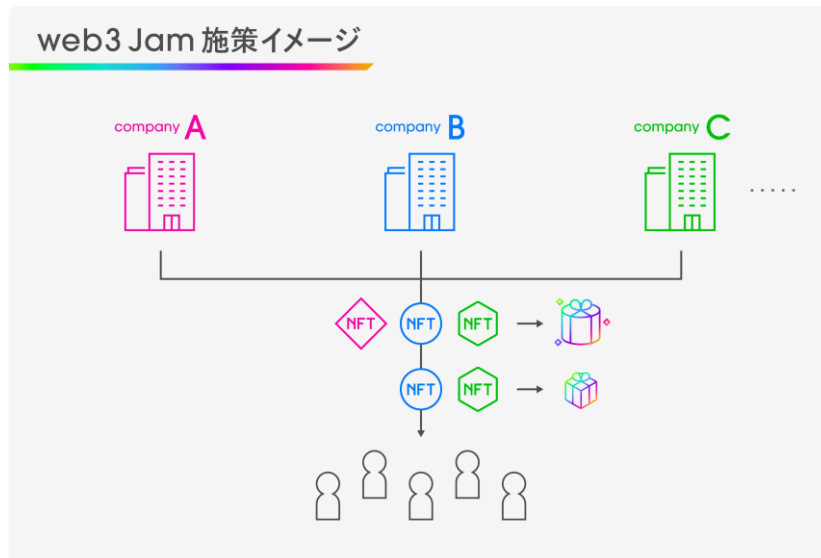 web3 Jam 施策イメージ
company A
company B
company C
.....
NFT NFT NFT
NFT NFT